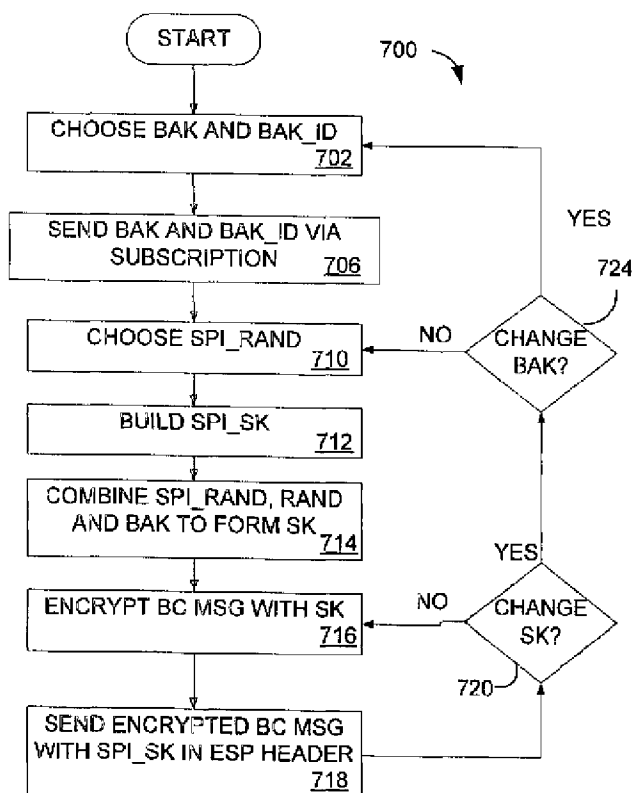 START
700
CHOOSE BAK AND BAK_ID
702
SEND BAK AND BAK_ID VIA
SUBSCRIPTION
706
YES
724
CHOOSE SPI_RAND
710
NO
CHANGE
BAK?
BUILD SPI_SK
712
COMBINE SPI_RAND, RAND
AND BAK TO FORM SK
714
YES
ENCRYPT BC MSG WITH SK
716
NO
CHANGE
SK?
720
SEND ENCRYPTED BC MSG
WITH SPI_SK IN ESP HEADER
718